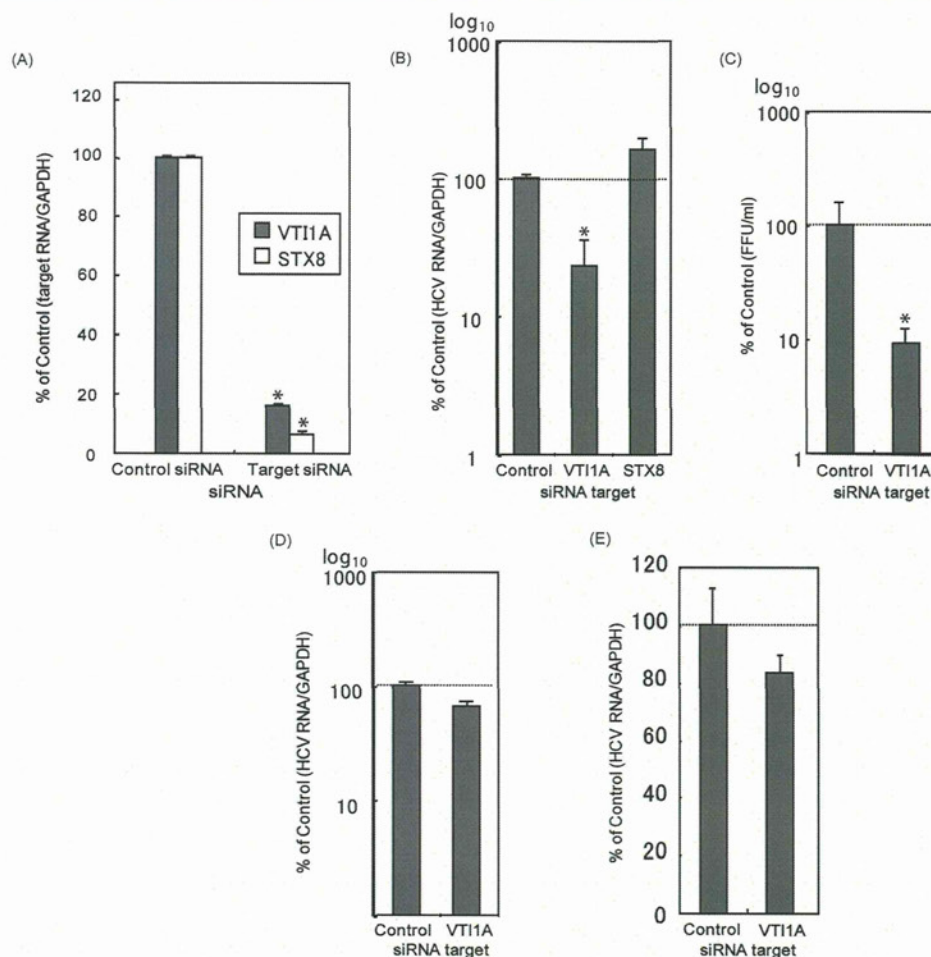 (A)
% of Control (target RNA/GAPDH)
120
100
80
60
40
20
0
VTI1A
STX8
*
*
Control siRNA Target siRNA
siRNA
(B)
log10
% of Control (HCV RNA/GAPDH)
1000
100
10
1
*
Control VTI1A STX8
siRNA target
(C)
log10
% of Control (FFU/ml)
1000
100
10
1
*
Control VTI1A
siRNA target
(D)
log10
% of Control (HCV RNA/GAPDH)
1000
100
10
Control VTI1A
siRNA target
(E)
% of Control (HCV RNA/GAPDH)
120
100
80
60
40
20
0
Control VTI1A
siRNA target